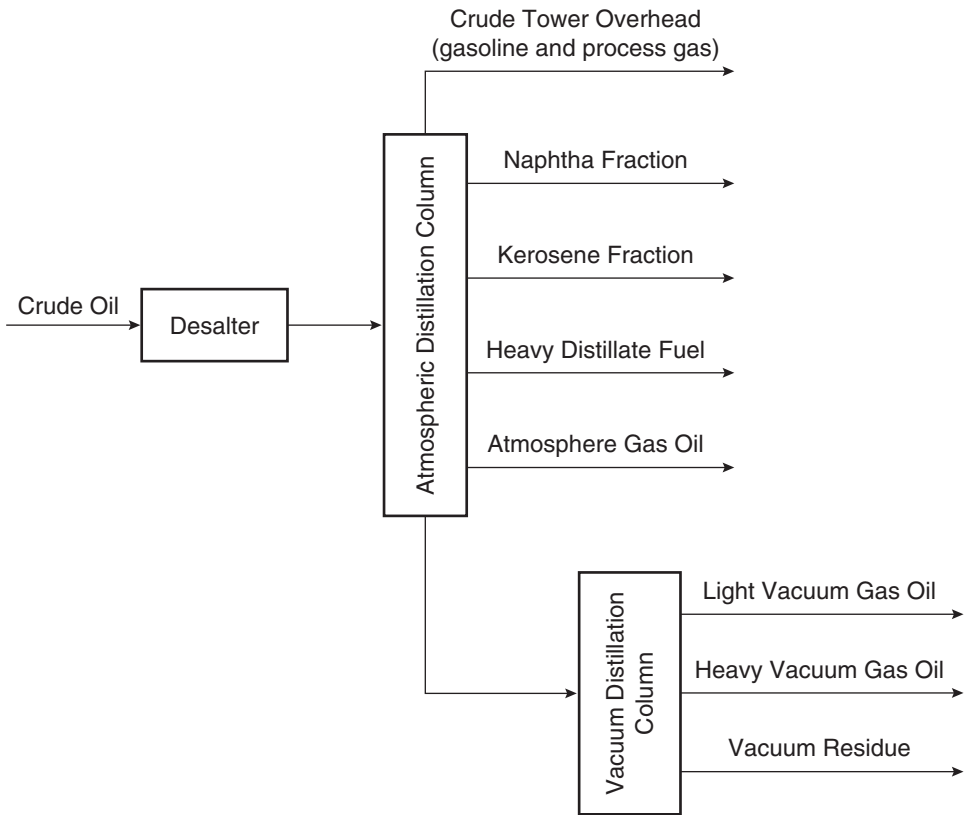 Crude Tower Overhead
(gasoline and process gas)
Naphtha Fraction
Kerosene Fraction
Crude Oil
Desalter
Atmospheric Distillation Column
Heavy Distillate Fuel
Atmosphere Gas Oil
Light Vacuum Gas Oil
Vacuum Distillation
Column
Heavy Vacuum Gas Oil
Vacuum Residue